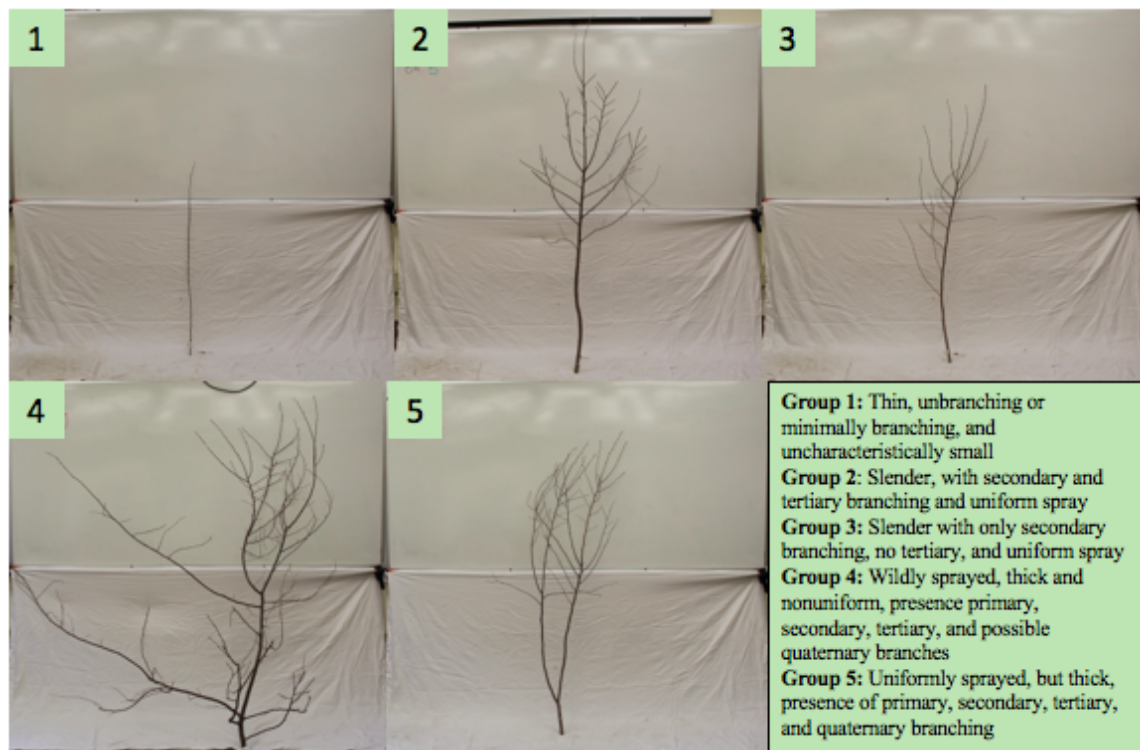 1
2
3
4
5
Group 1: Thin, unbranching or
minimally branching, and
uncharacteristically small
Group 2: Slender, with secondary and
tertiary branching and uniform spray
Group 3: Slender with only secondary
branching, no tertiary, and uniform spray
Group 4: Wildly sprayed, thick and
nonuniform, presence primary,
secondary, tertiary, and possible
quaternary branches
Group 5: Uniformly sprayed, but thick,
presence of primary, secondary, tertiary,
and quaternary branching